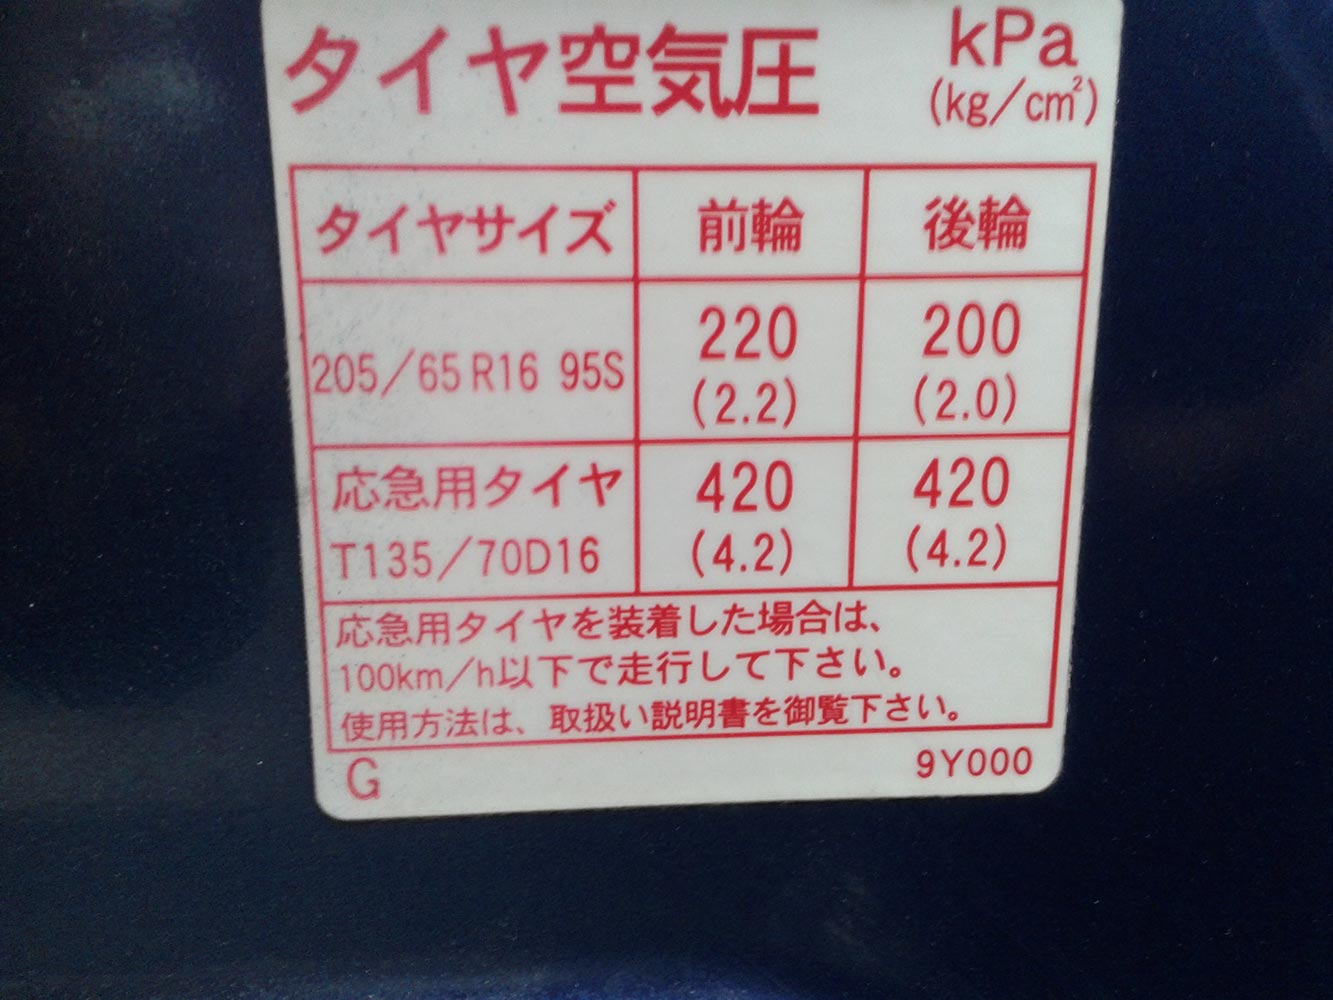 タイヤ空気圧 kPa
(kg/cm²)
タイヤサイズ 前輪 後輪
205/65R16 95S 220 200
(2.2) (2.0)
応急用タイヤ 420 420
T135/70D16 (4.2) (4.2)
応急用タイヤを装着した場合は、
100km/h以下で走行して下さい。
使用方法は、取扱い説明書を御覧下さい。
G 9Y000